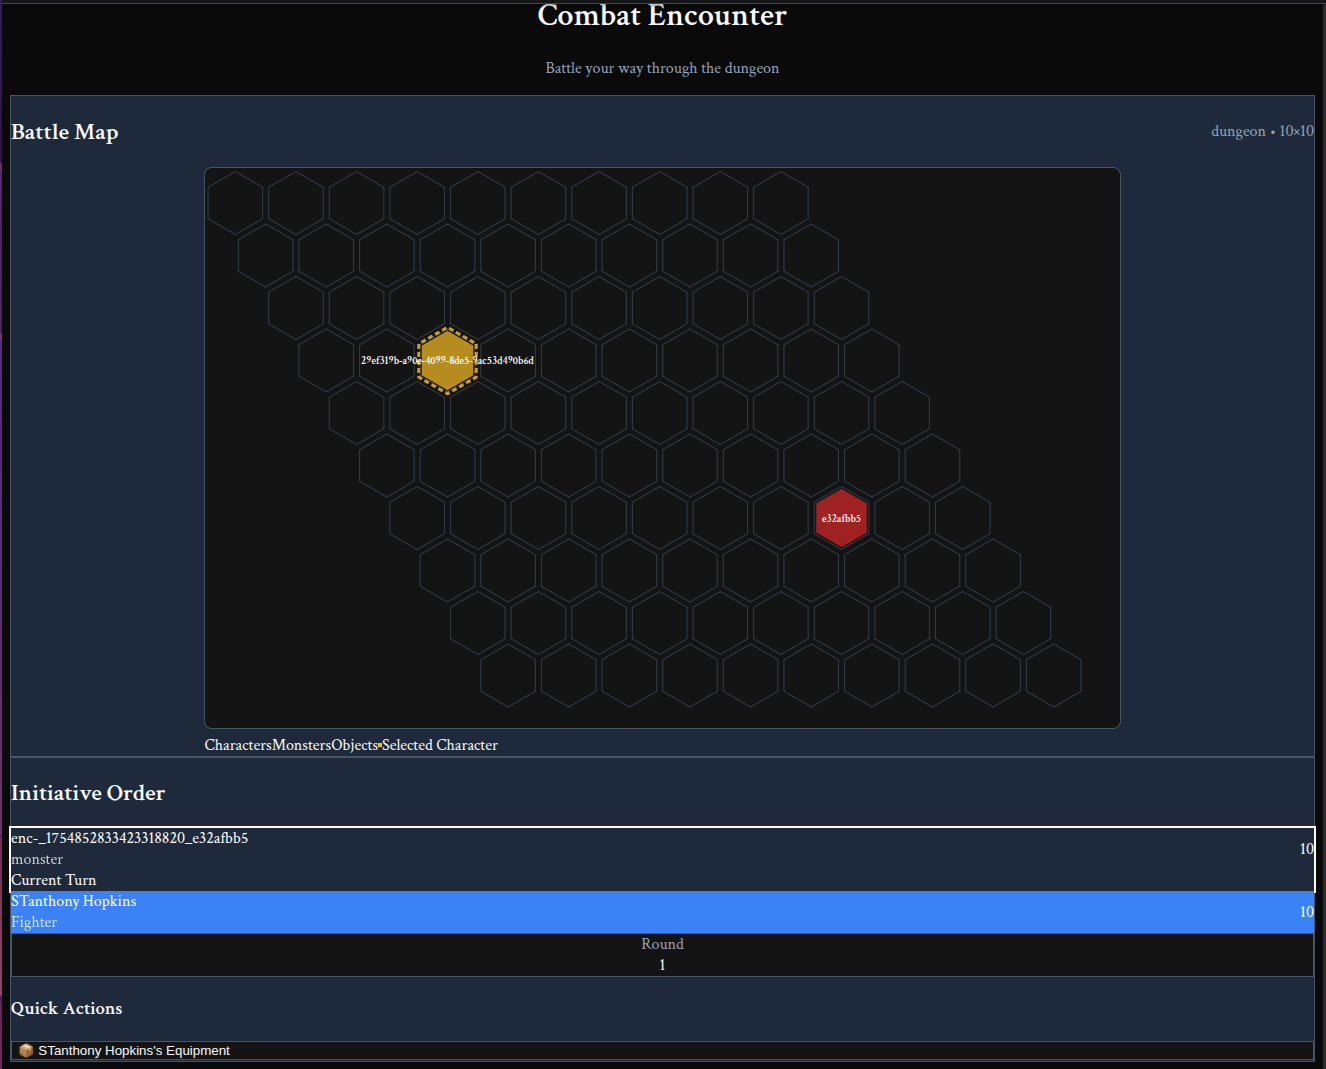 Combat Encounter
Battle your way through the dungeon
Battle Map
dungeon • 10×10
29ef319b-a90e-4099-8de5-9ac53d490b6d
e32afbb5
CharactersMonstersObjectsSelected Character
Initiative Order
enc-_1754852833423318820_e32afbb5
monster
10
Current Turn
STanthony Hopkins
Fighter
10
Round
1
Quick Actions
📦 STanthony Hopkins's Equipment